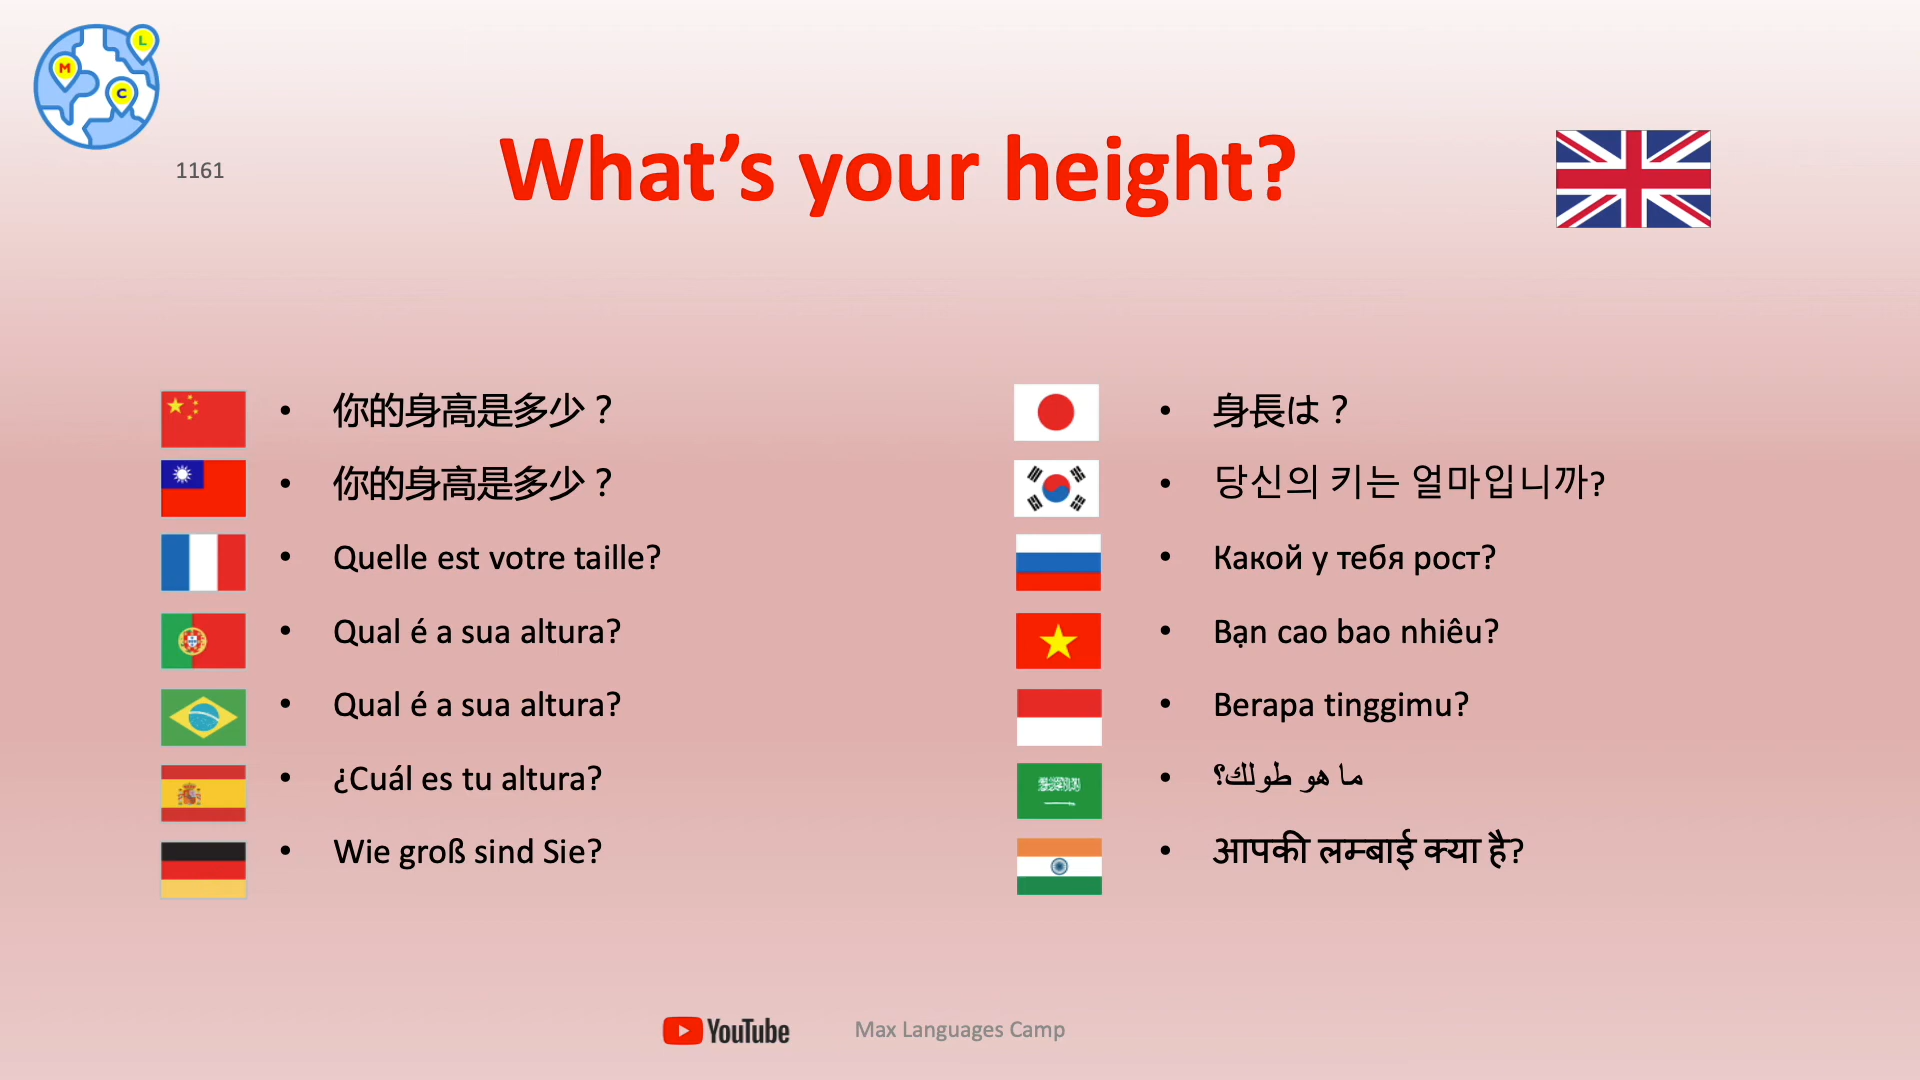 L
M
C
1161
What’s your height?
你的身高是多少？
你的身高是多少？
Quelle est votre taille?
Qual é a sua altura?
Qual é a sua altura?
¿Cuál es tu altura?
Wie groß sind Sie?
身長は？
당신의 키는 얼마입니까?
Какой у тебя рост?
Bạn cao bao nhiêu?
Berapa tinggimu?
ما هو طولك؟
आपकी लम्बाई क्या है?
YouTube
Max Languages Camp